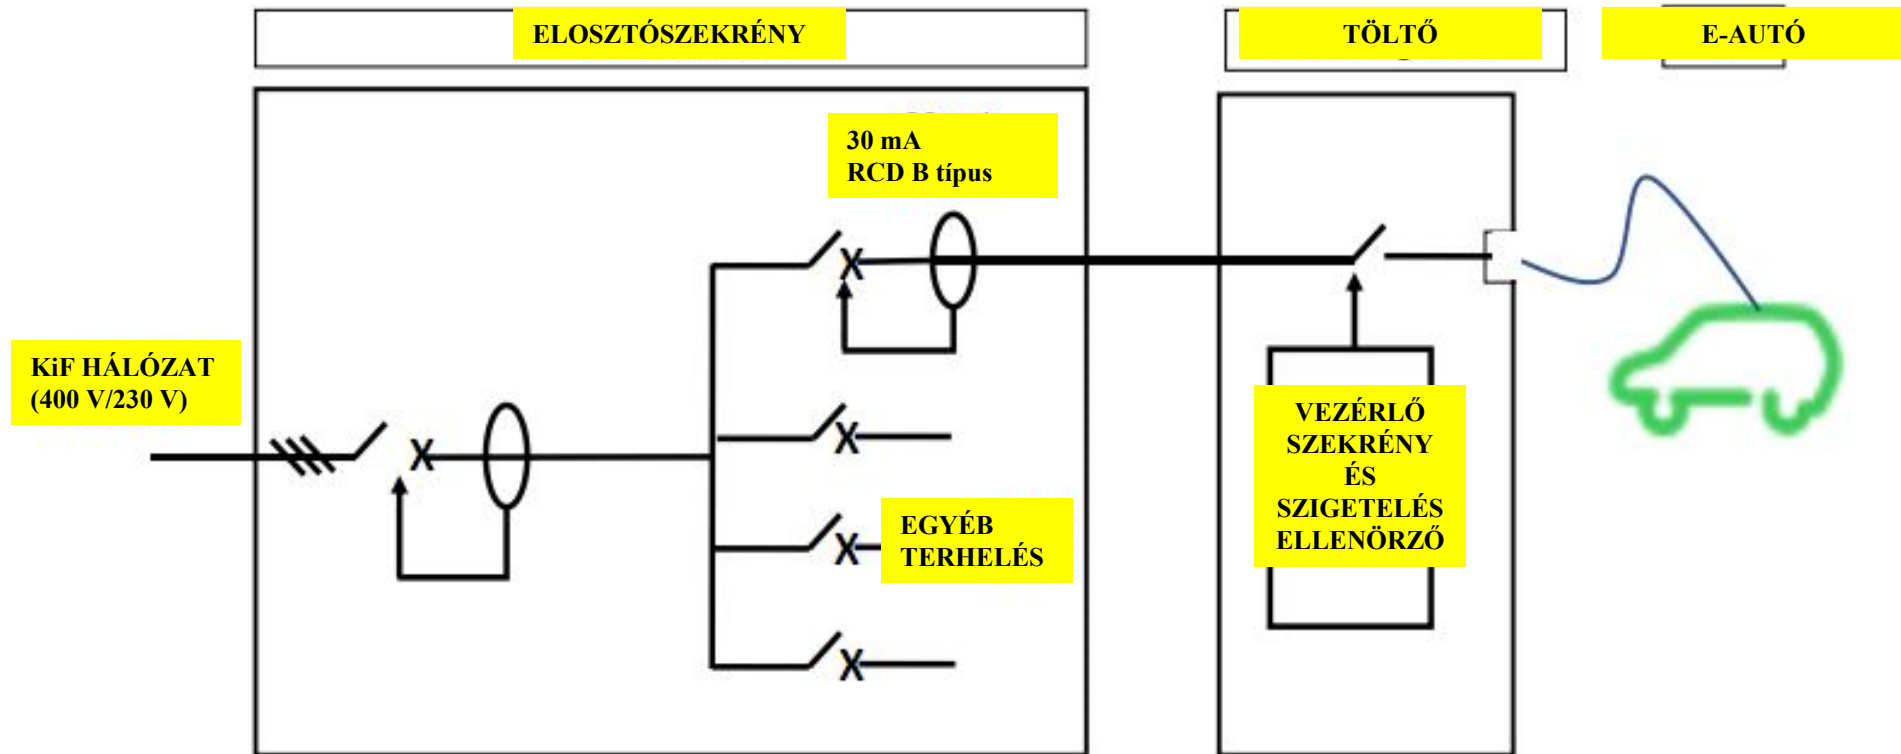 ELOSZTÓSZEKRÉNY
TÖLTŐ
E-AUTÓ
30 mA
RCD B típus
KiF HÁLÓZAT
(400 V/230 V)
VEZÉRLŐ
SZEKRÉNY
ÉS
SZIGETELÉS
ELLENÖRZŐ
EGYÉB
TERHELÉS